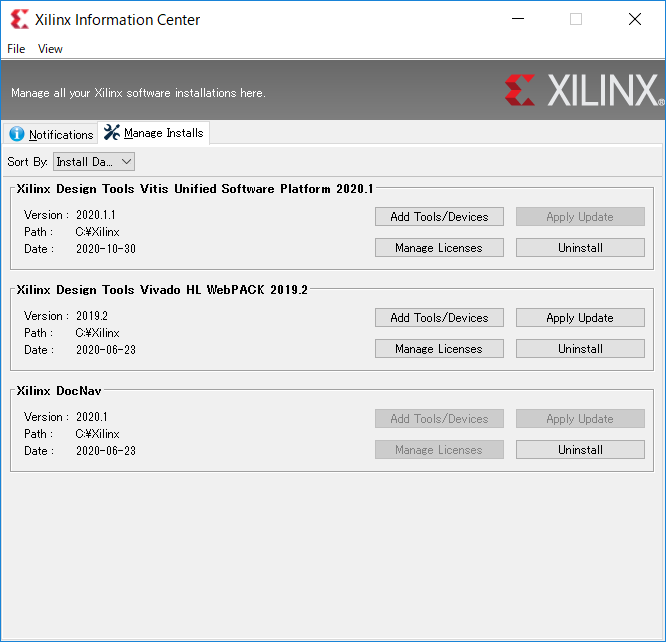 Xilinx Information Center
File View
Manage all your Xilinx software installations here.
XILINX®
Notifications Manage Installs
Sort By: Install Da...
Xilinx Design Tools Vitis Unified Software Platform 2020.1
Version : 2020.1.1
Add Tools/Devices Apply Update
Path : C:¥Xilinx
Date : 2020-10-30
Manage Licenses Uninstall
Xilinx Design Tools Vivado HL WebPACK 2019.2
Version : 2019.2
Add Tools/Devices Apply Update
Path : C:¥Xilinx
Date : 2020-06-23
Manage Licenses Uninstall
Xilinx DocNav
Version : 2020.1
Add Tools/Devices Apply Update
Path : C:¥Xilinx
Date : 2020-06-23
Manage Licenses Uninstall